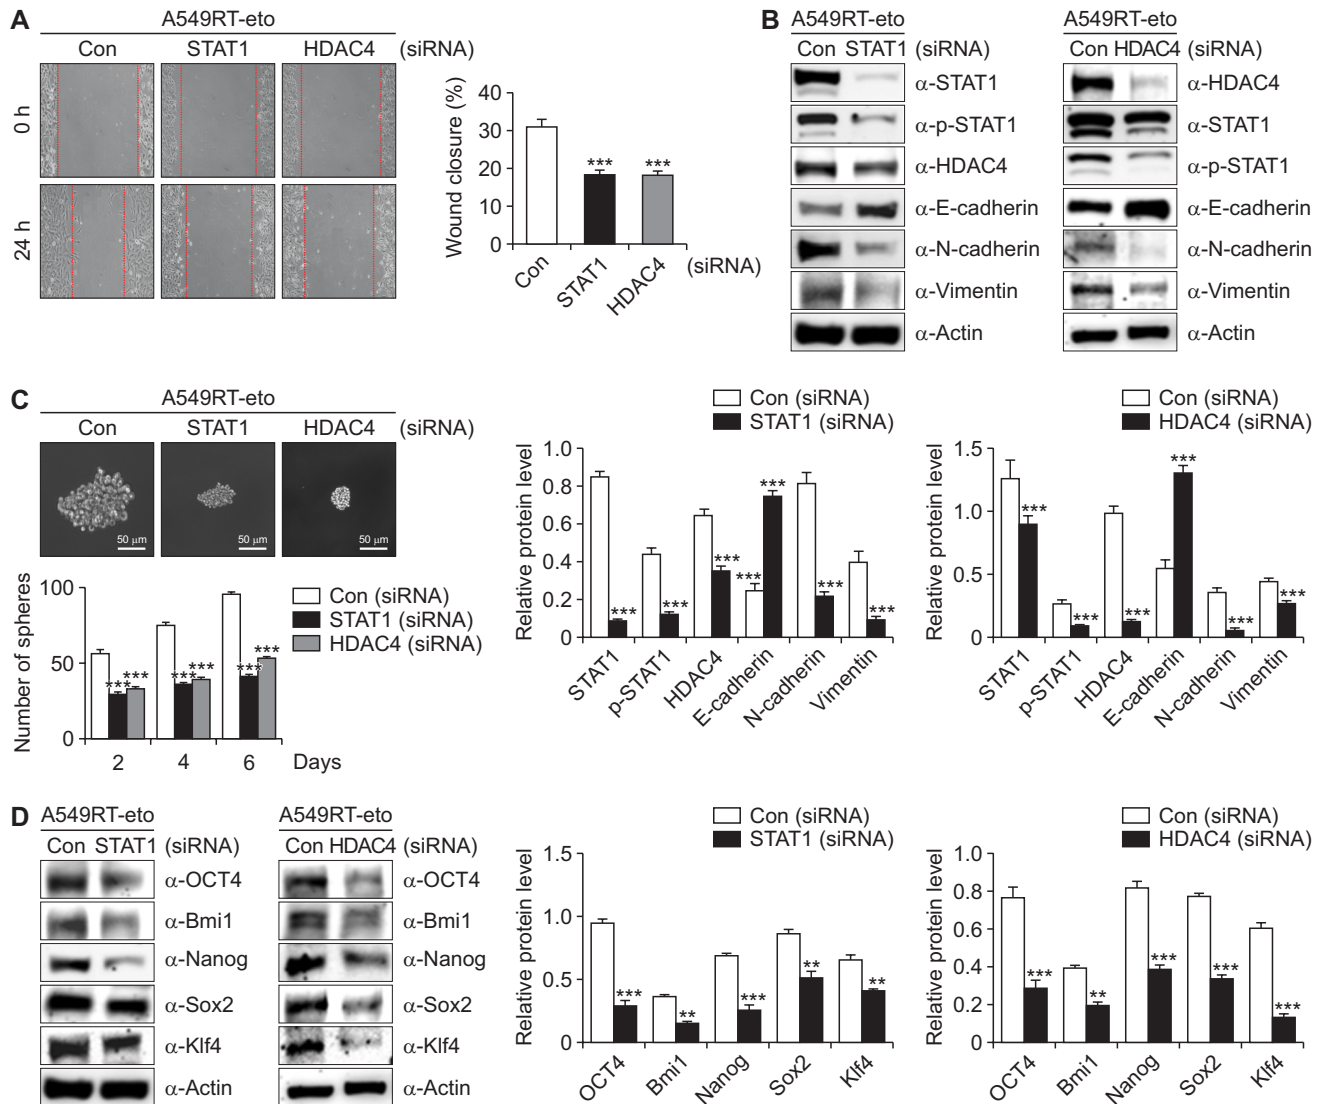 A
A549RT-eto
Con STAT1 HDAC4 (siRNA)
0 h
24 h
Wound closure (%)
40
30
20
10
0
*** ***
Con STAT1 HDAC4 (siRNA)
B
A549RT-eto
Con STAT1 (siRNA)
α-STAT1
α-p-STAT1
α-HDAC4
α-E-cadherin
α-N-cadherin
α-Vimentin
α-Actin
A549RT-eto
Con HDAC4 (siRNA)
α-HDAC4
α-STAT1
α-p-STAT1
α-E-cadherin
α-N-cadherin
α-Vimentin
α-Actin
C
A549RT-eto
Con STAT1 HDAC4 (siRNA)
50 μm 50 μm 50 μm
Number of spheres
100
50
0
*** *** *** *** *** ***
2 4 6 Days
Con (siRNA)
STAT1 (siRNA)
HDAC4 (siRNA)
Con (siRNA)
STAT1 (siRNA)
Relative protein level
1.0
0.8
0.6
0.4
0.2
0
*** *** *** *** *** ***
STAT1 p-STAT1 HDAC4 E-cadherin N-cadherin Vimentin
Con (siRNA)
HDAC4 (siRNA)
Relative protein level
1.5
1.0
0.5
0
*** *** *** *** *** ***
STAT1 p-STAT1 HDAC4 E-cadherin N-cadherin Vimentin
D
A549RT-eto
Con STAT1 (siRNA)
α-OCT4
α-Bmi1
α-Nanog
α-Sox2
α-Klf4
α-Actin
A549RT-eto
Con HDAC4 (siRNA)
α-OCT4
α-Bmi1
α-Nanog
α-Sox2
α-Klf4
α-Actin
Con (siRNA)
STAT1 (siRNA)
Relative protein level
1.5
1.0
0.5
0
*** ** *** ** **
OCT4 Bmi1 Nanog Sox2 Klf4
Con (siRNA)
HDAC4 (siRNA)
Relative protein level
1.0
0.8
0.6
0.4
0.2
0
*** ** *** *** ***
OCT4 Bmi1 Nanog Sox2 Klf4